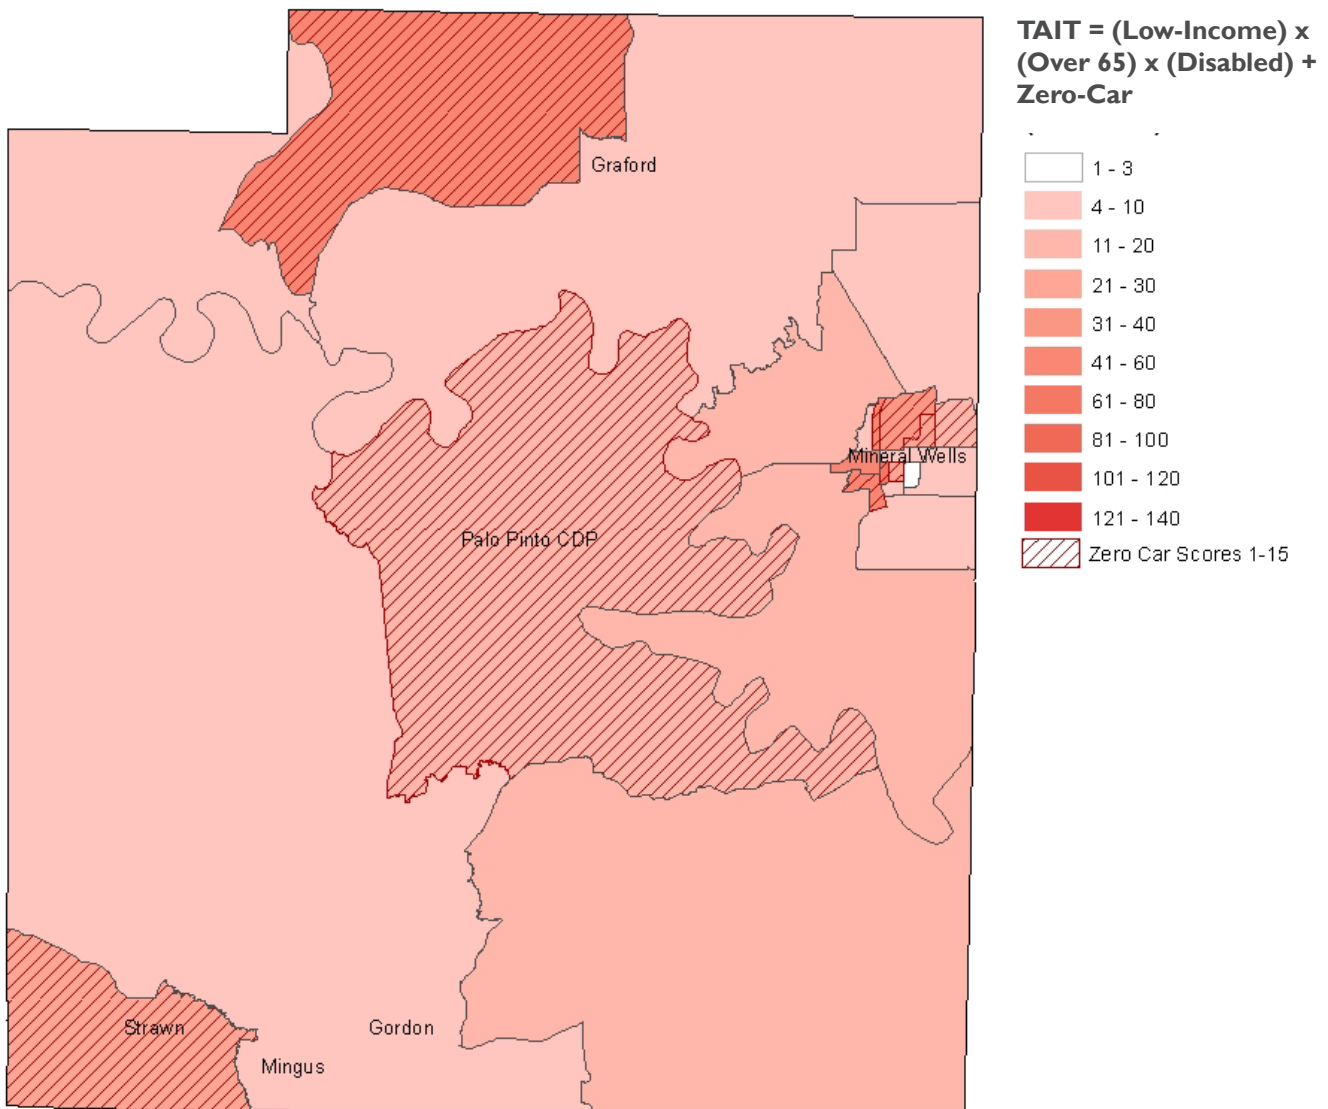 TAIT = (Low-Income) x
(Over 65) x (Disabled) +
Zero-Car
1 - 3
4 - 10
11 - 20
21 - 30
31 - 40
41 - 60
61 - 80
81 - 100
101 - 120
121 - 140
Zero Car Scores 1-15
Graford
Mineral Wells
Palo Pinto CDP
Strawn
Gordon
Mingus